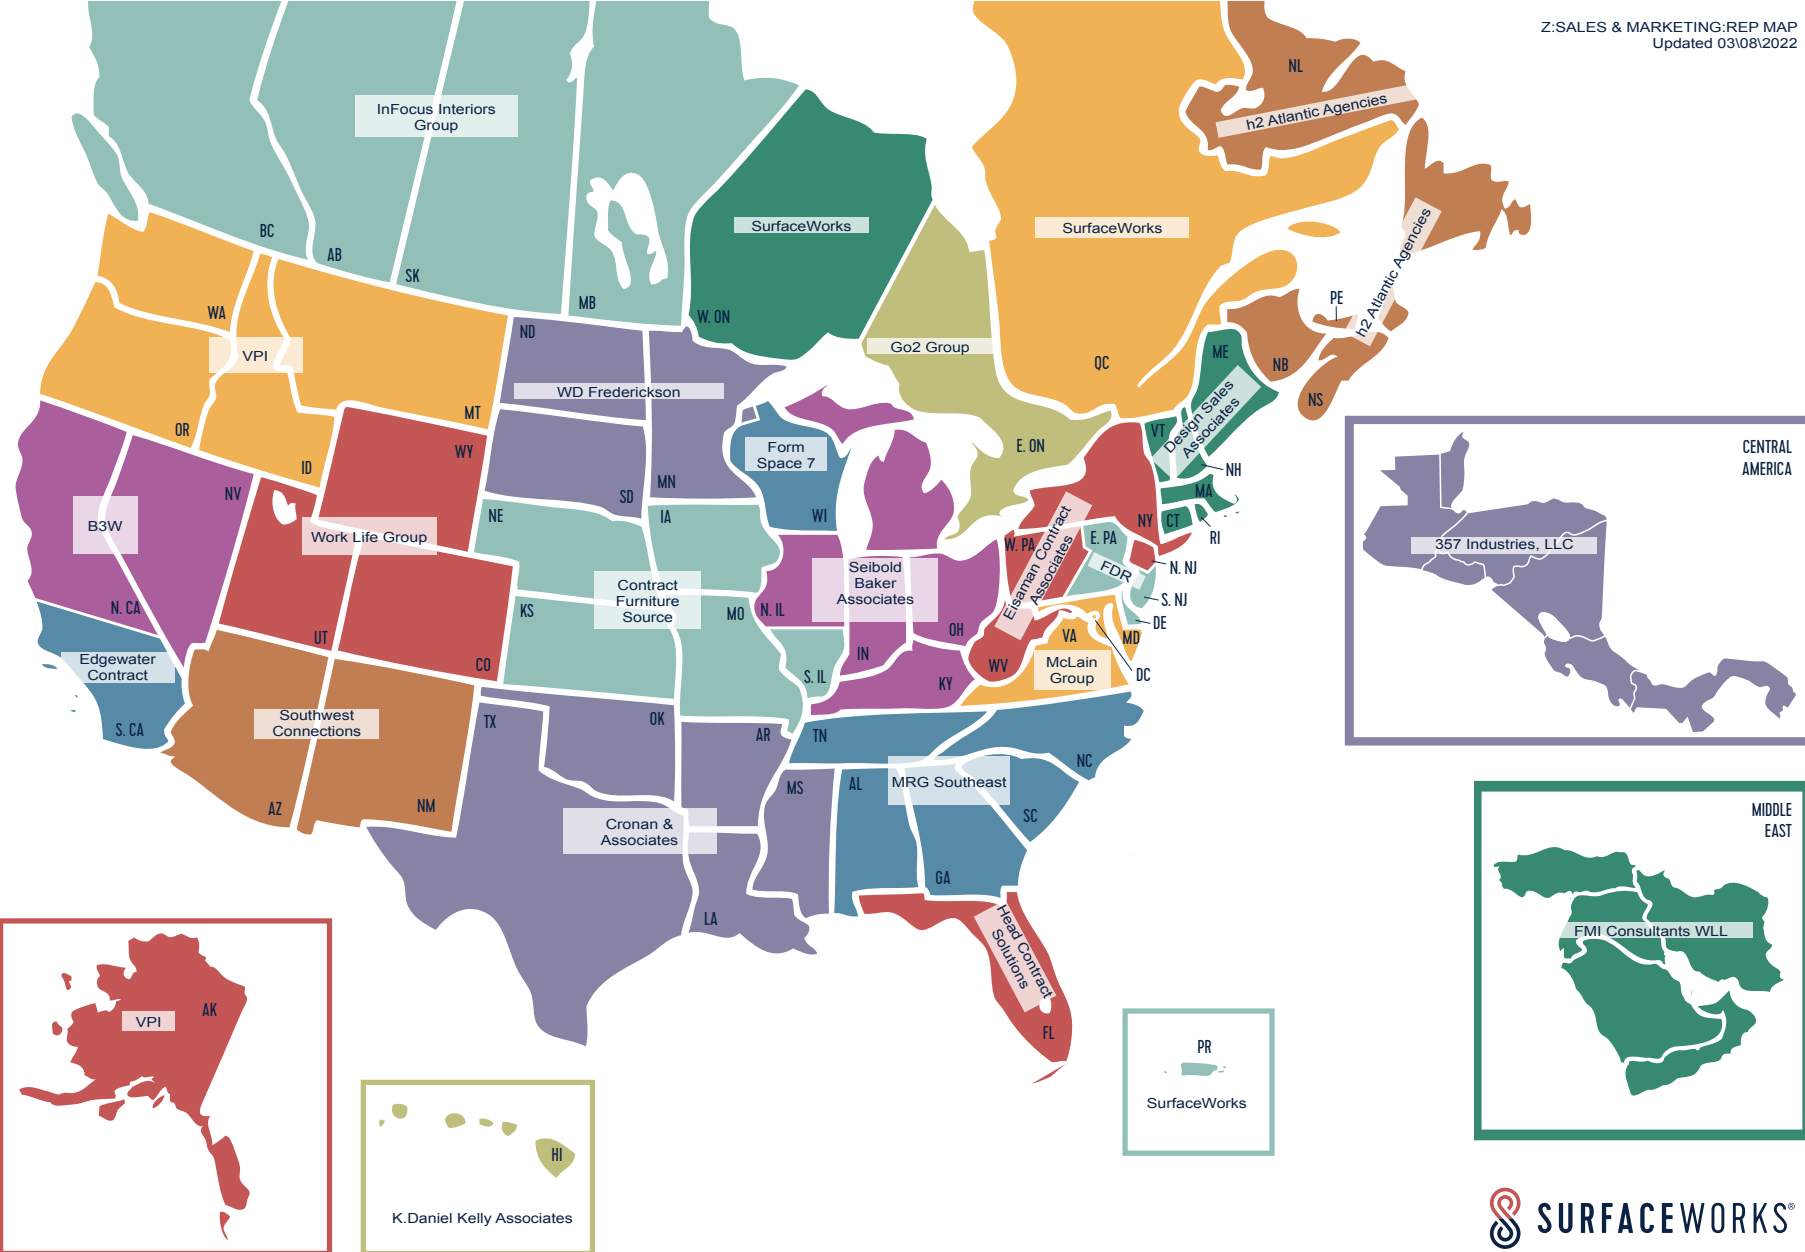 Z:SALES & MARKETING:REP MAP
Updated 03\08\2022
NL
h2 Atlantic Agencies
InFocus Interiors
Group
SurfaceWorks
SurfaceWorks
h2 Atlantic Agencies
BC
AB
SK
MB
W. ON
PE
WA
ND
VPI
Go2 Group
QC
ME
NB
NS
WD Frederickson
MT
OR
ID
WY
Design Sales
Associates
VT
NH
E. ON
Form
Space 7
CENTRAL
AMERICA
NV
SD
MN
NE
IA
WI
MA
NY
CT
RI
B3W
Work Life Group
W. PA
E. PA
Eisaman Contract
Associates
FDR
N. NJ
357 Industries, LLC
Seibold
Baker
Associates
Contract
Furniture
Source
N. CA
KS
MO
N. IL
S. NJ
DE
UT
CO
OH
VA
MD
IN
WV
DC
Edgewater
Contract
McLain
Group
S. IL
KY
S. CA
Southwest
Connections
TX
OK
AR
TN
NC
MS
AL
MRG Southeast
AZ
NM
SC
MIDDLE
EAST
Cronan &
Associates
GA
LA
Head Contract
Solutions
FL
FMI Consultants WLL
AK
VPI
PR
SurfaceWorks
HI
K.Daniel Kelly Associates
SURFACEWORKS®